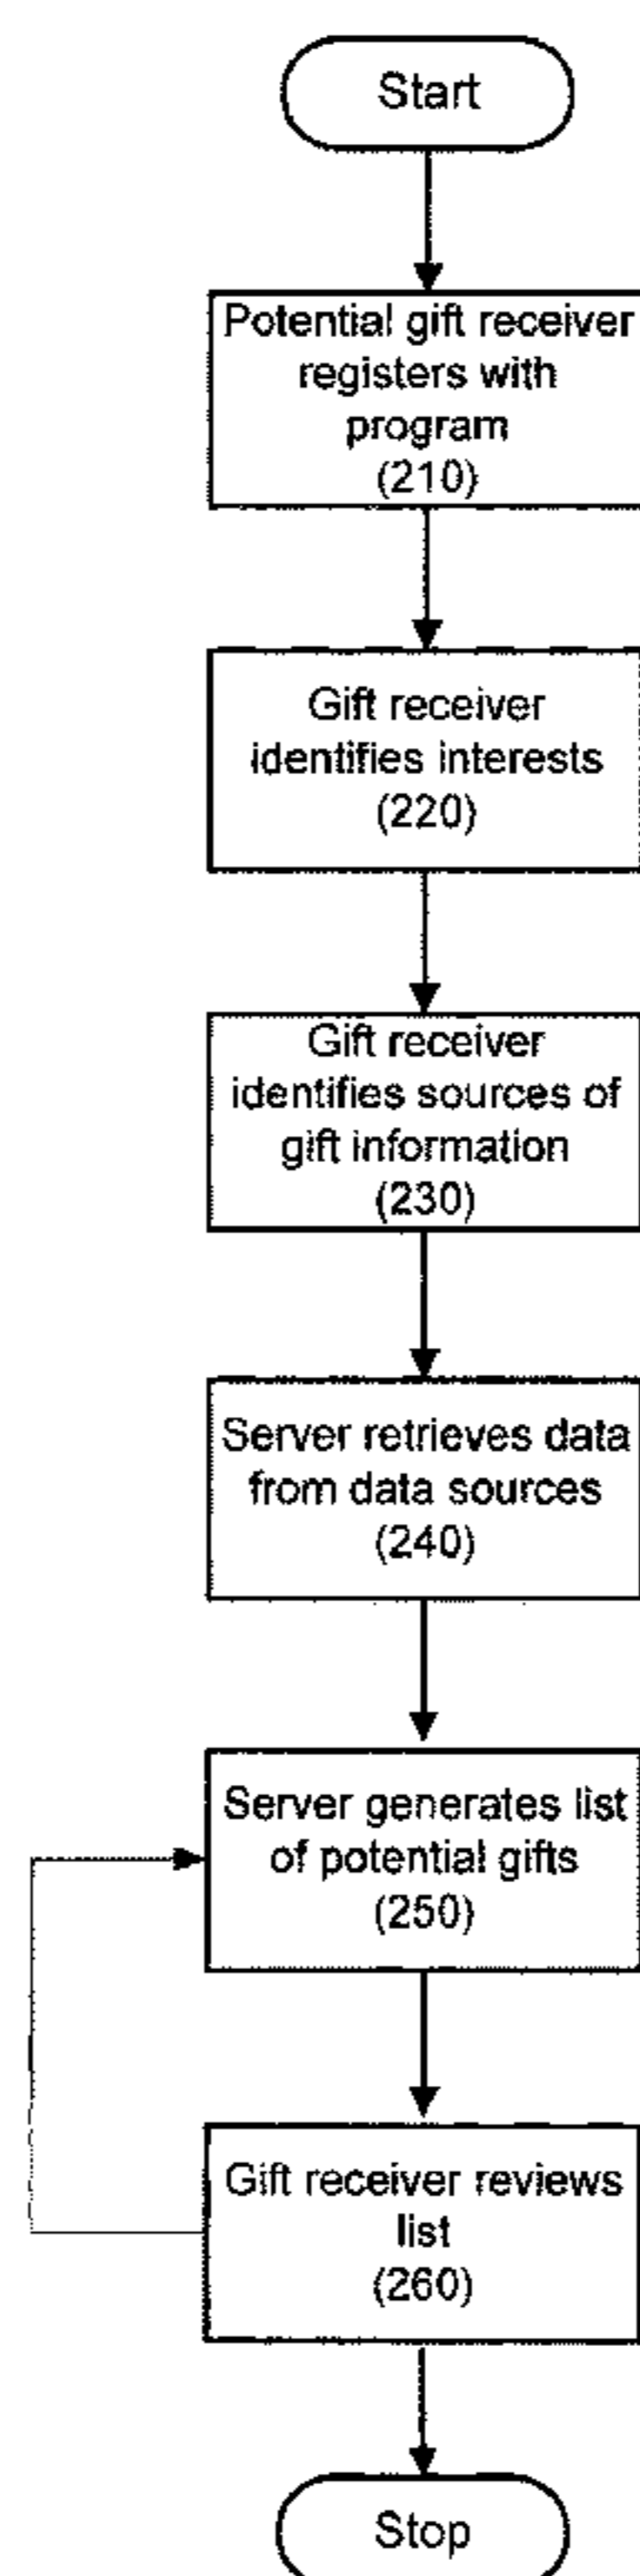 Start
Potential gift receiver
registers with
program
(210)
Gift receiver
identifies interests
(220)
Gift receiver
identifies sources of
gift information
(230)
Server retrieves data
from data sources
(240)
Server generates list
of potential gifts
(250)
Gift receiver reviews
list
(260)
Stop